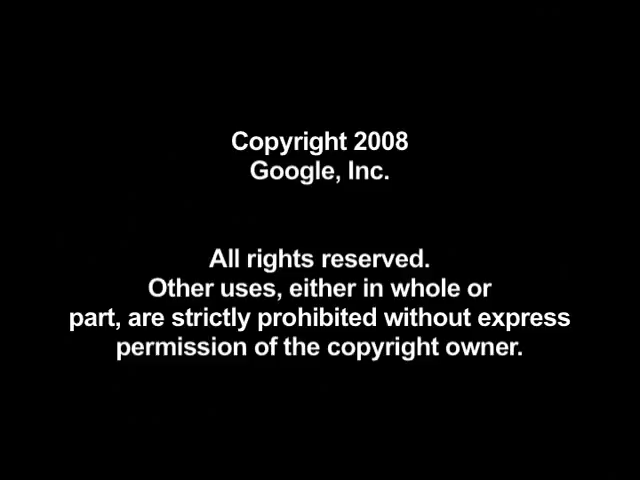 Copyright 2008
Google, Inc.
All rights reserved.
Other uses, either in whole or
part, are strictly prohibited without express
permission of the copyright owner.